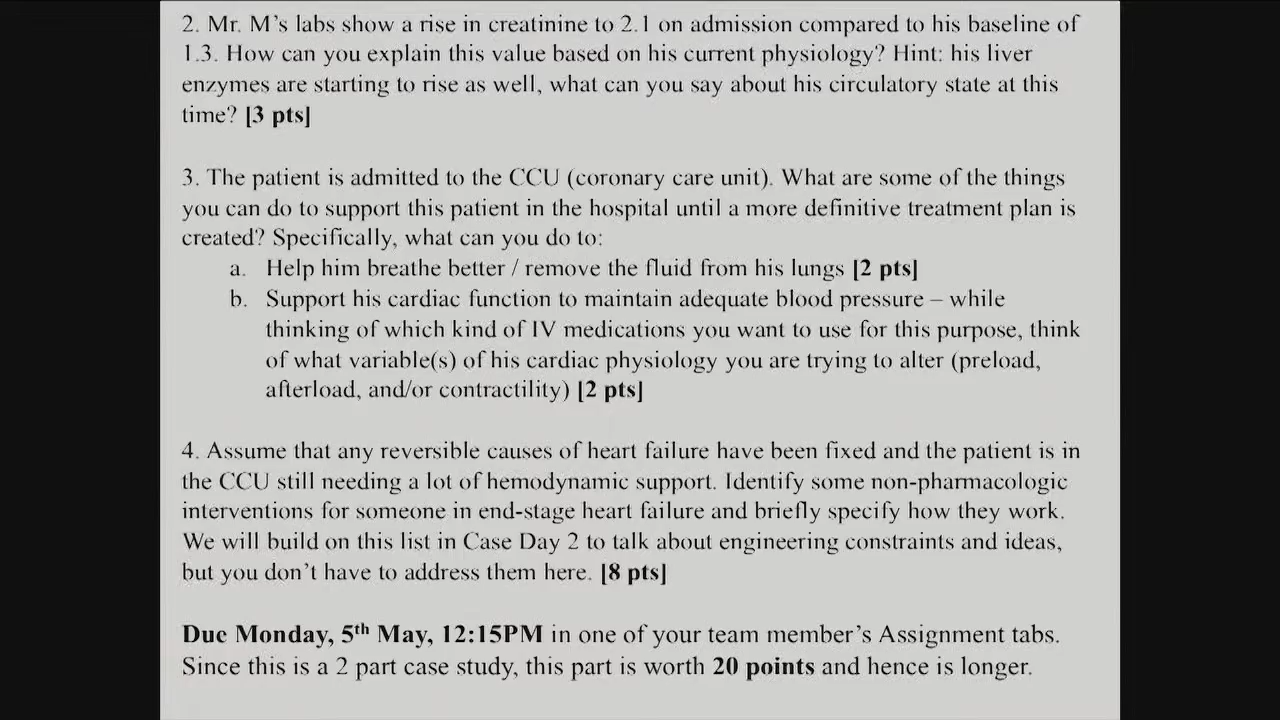 2. Mr. M’s labs show a rise in creatinine to 2.1 on admission compared to his baseline of
1.3. How can you explain this value based on his current physiology? Hint: his liver
enzymes are starting to rise as well, what can you say about his circulatory state at this
time? [3 pts]
3. The patient is admitted to the CCU (coronary care unit). What are some of the things
you can do to support this patient in the hospital until a more definitive treatment plan is
created? Specifically, what can you do to:
a. Help him breathe better / remove the fluid from his lungs [2 pts]
b. Support his cardiac function to maintain adequate blood pressure – while
thinking of which kind of IV medications you want to use for this purpose, think
of what variable(s) of his cardiac physiology you are trying to alter (preload,
afterload, and/or contractility) [2 pts]
4. Assume that any reversible causes of heart failure have been fixed and the patient is in
the CCU still needing a lot of hemodynamic support. Identify some non-pharmacologic
interventions for someone in end-stage heart failure and briefly specify how they work.
We will build on this list in Case Day 2 to talk about engineering constraints and ideas,
but you don’t have to address them here. [8 pts]
Due Monday, 5th May, 12:15PM in one of your team member’s Assignment tabs.
Since this is a 2 part case study, this part is worth 20 points and hence is longer.